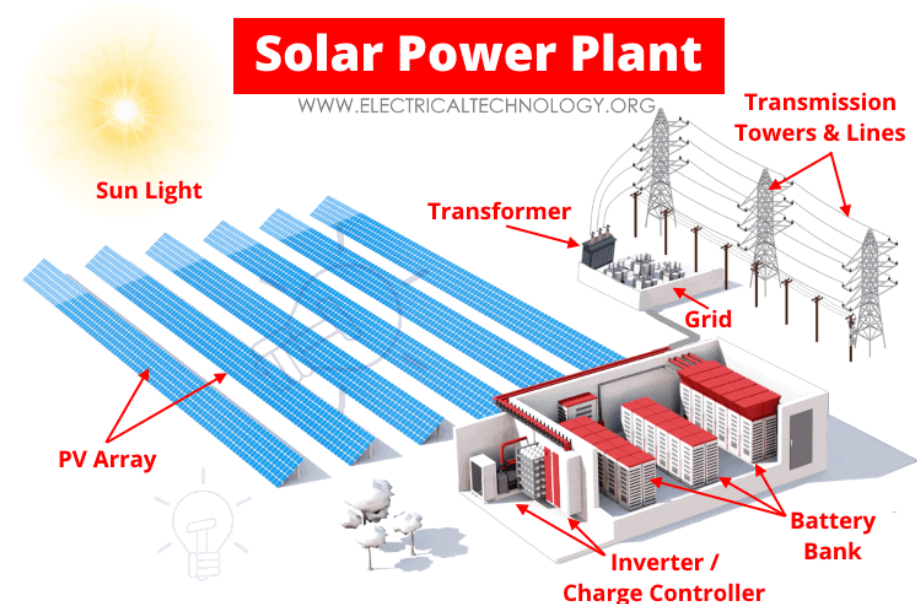 Solar Power Plant
WWW.ELECTRICALTECHNOLOGY.ORG
Transmission
Towers & Lines
Sun Light
Transformer
Grid
PV Array
Battery
Bank
Inverter /
Charge Controller